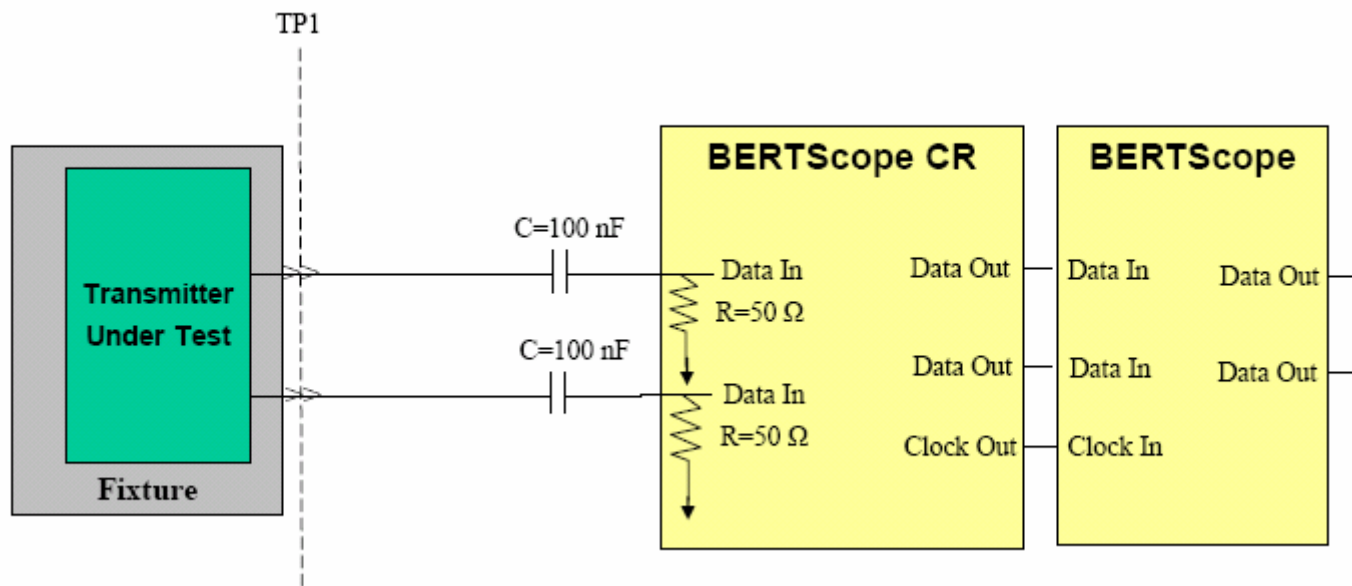 TP1
BERTScope CR
BERTScope
C=100 nF
Data In
Data Out
Data In
Data Out
Transmitter
Under Test
R=50 Ω
C=100 nF
Data In
Data Out
Data In
Data Out
R=50 Ω
Clock Out
Clock In
Fixture